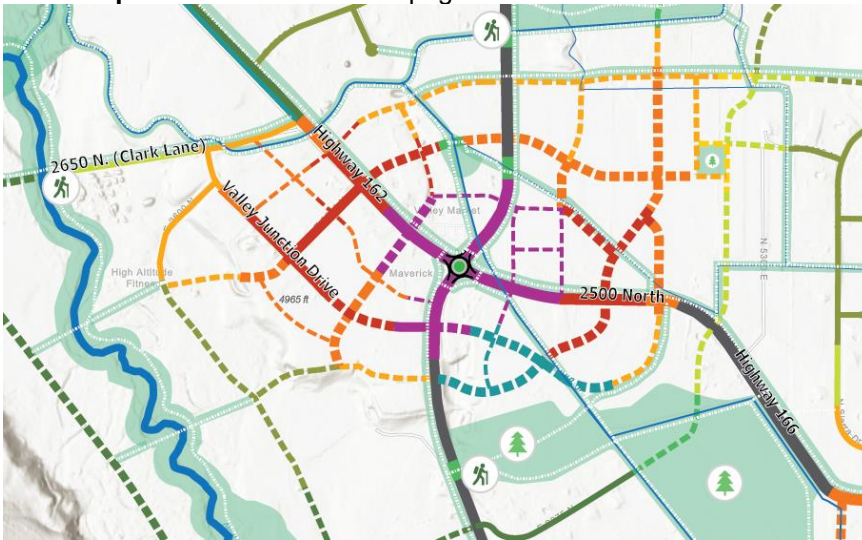 2650 N. (Clark Lane)
Highway 162
Valley Market
Valley Junction Drive
High Altitude
Fitness
Maverick
4965 ft
2500 North
Highway 166